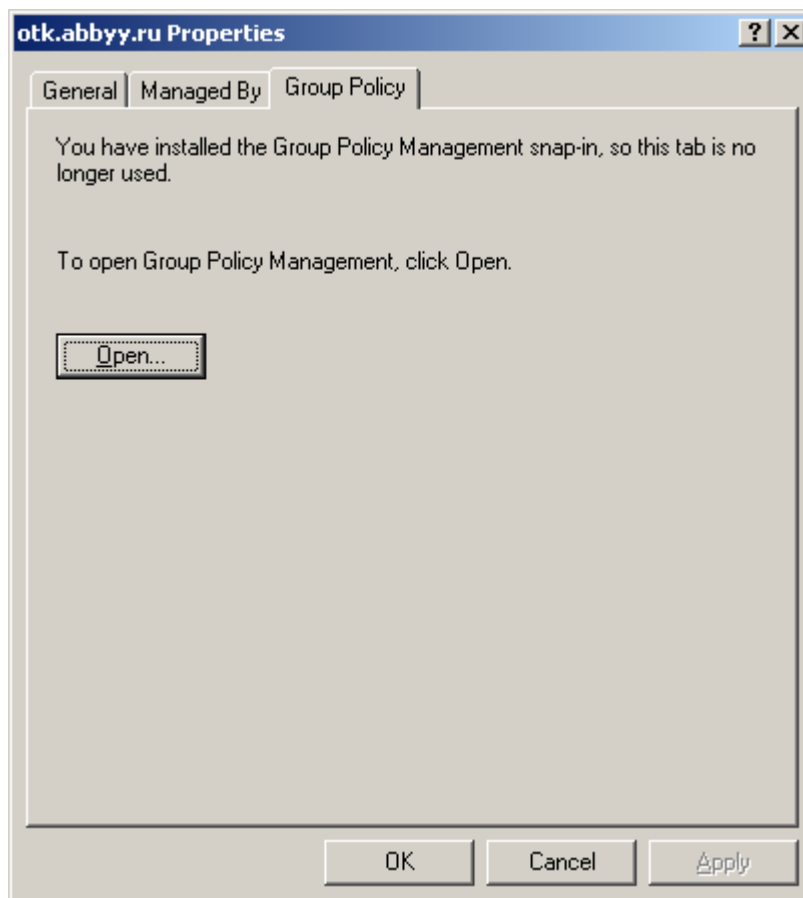 otk.abbyy.ru Properties
General Managed By Group Policy
You have installed the Group Policy Management snap-in, so this tab is no
longer used.
To open Group Policy Management, click Open.
Open...
OK Cancel Apply